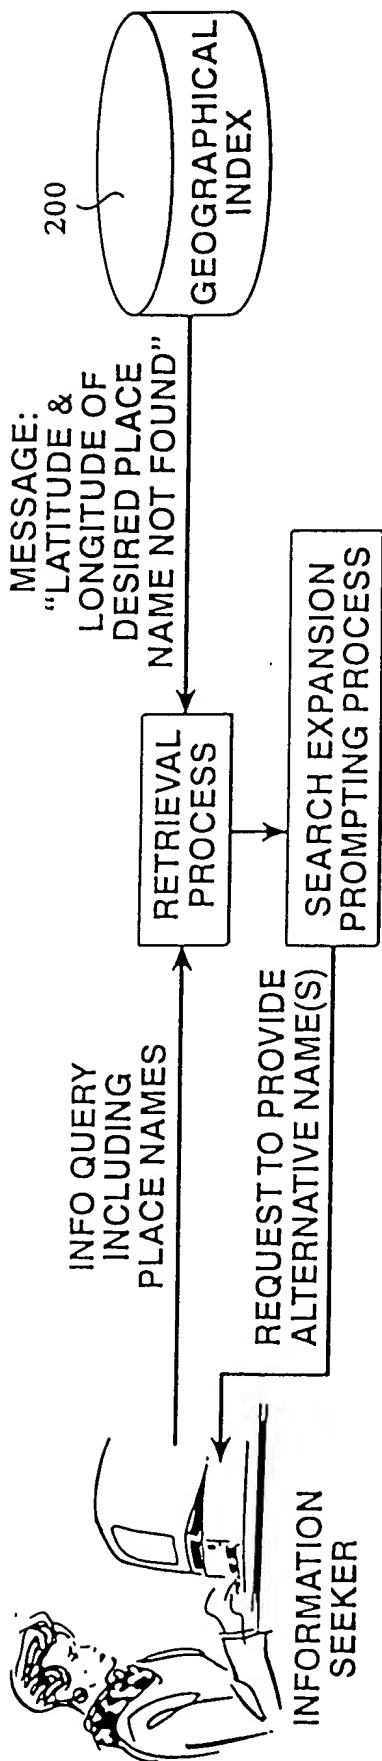 INFORMATION
SEEKER
INFO QUERY
INCLUDING
PLACE NAMES
REQUEST TO PROVIDE
ALTERNATIVE NAME(S)
RETRIEVAL
PROCESS
SEARCH EXPANSION
PROMPTING PROCESS
MESSAGE:
"LATITUDE &
LONGITUDE OF
DESIRED PLACE
NAME NOT FOUND"
200
GEOGRAPHICAL
INDEX